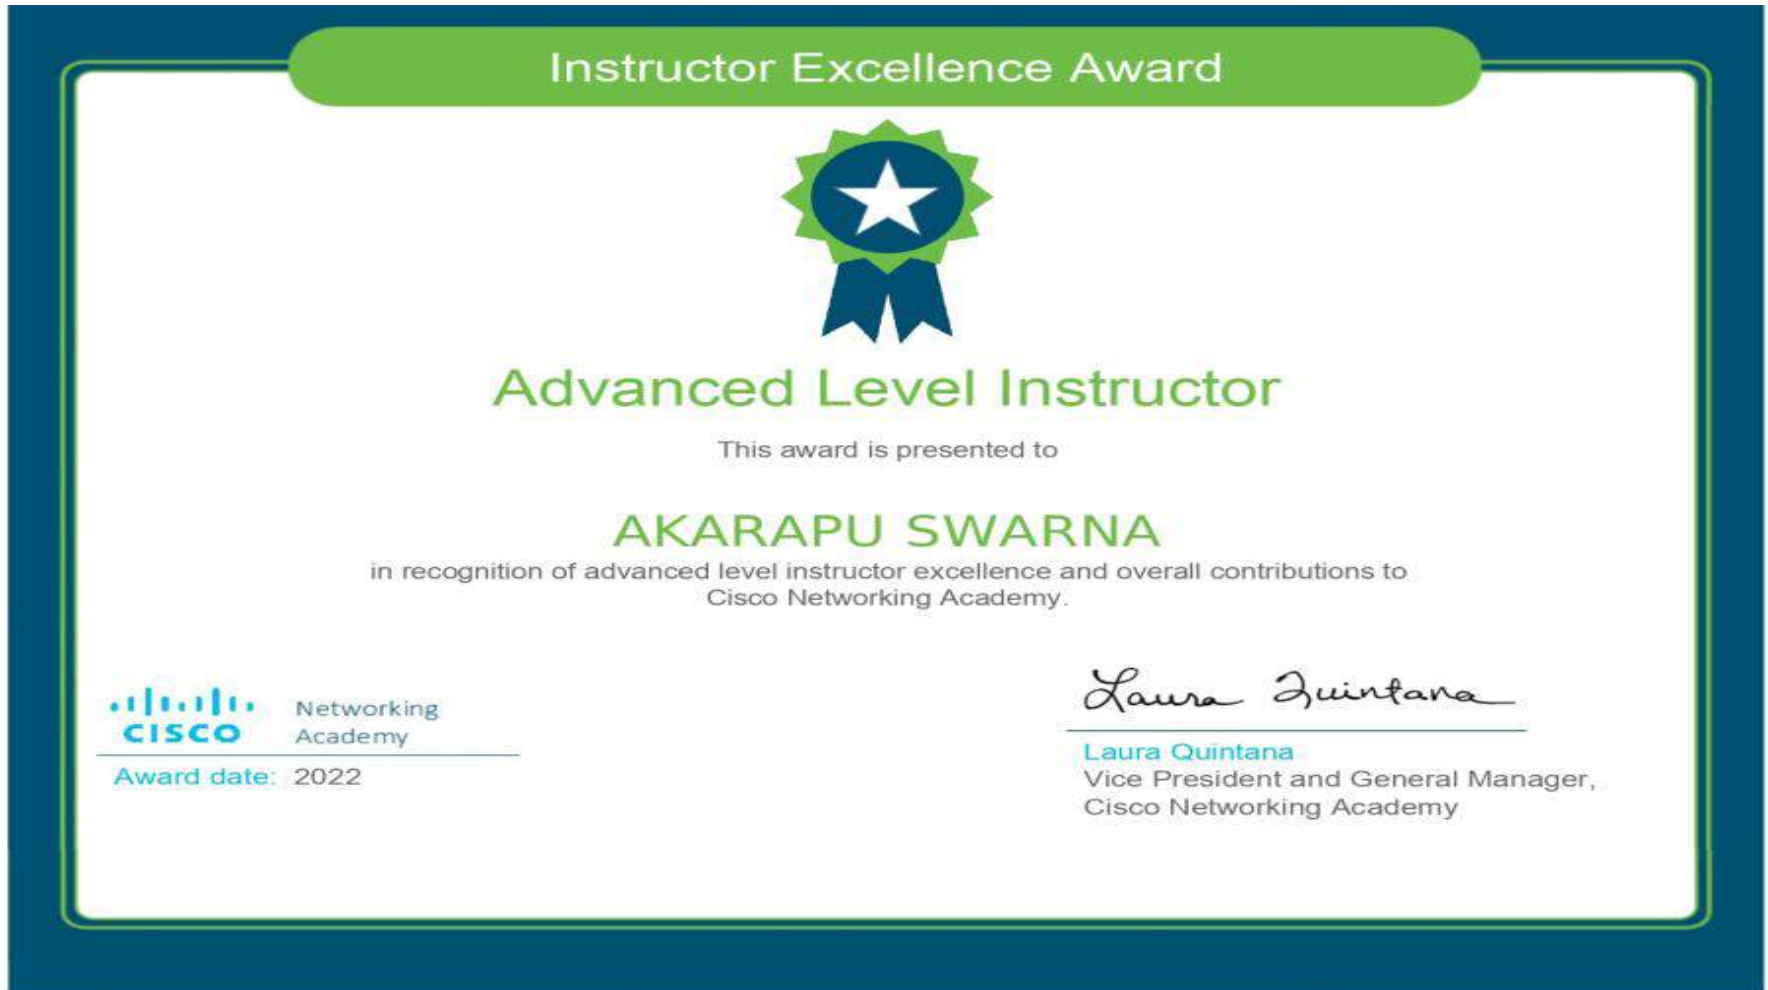 Instructor Excellence Award
Advanced Level Instructor
This award is presented to
AKARAPU SWARNA
in recognition of advanced level instructor excellence and overall contributions to
Cisco Networking Academy.
CISCO
Networking
Academy
Award date: 2022
Laura Quintana
Laura Quintana
Vice President and General Manager,
Cisco Networking Academy